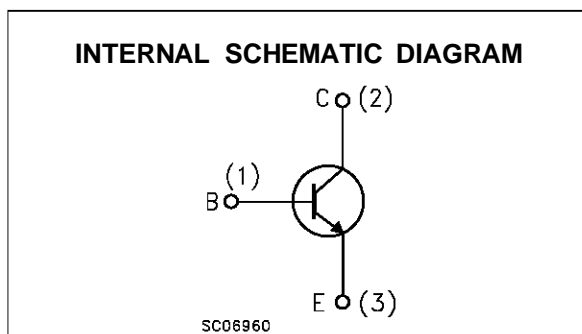 INTERNAL SCHEMATIC DIAGRAM
C (2)
(1)
B
E (3)
SC06960